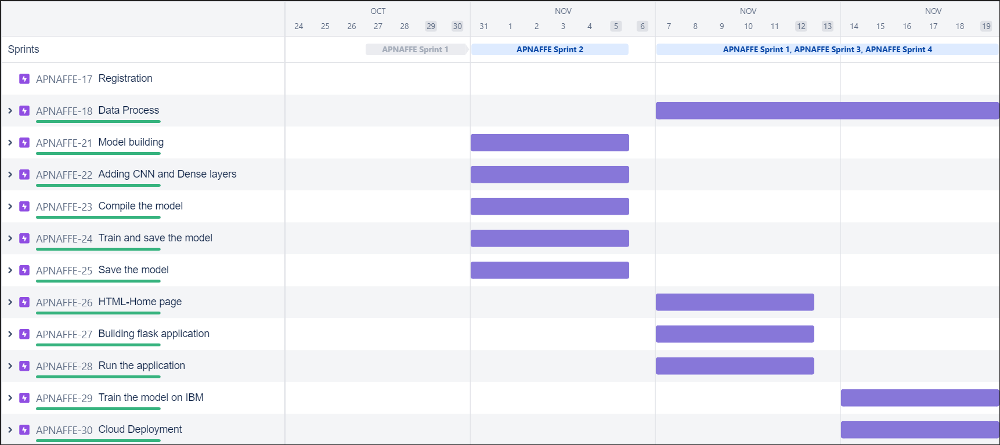 OCT NOV NOV NOV
24 25 26 27 28 29 30 31 1 2 3 4 5 6 7 8 9 10 11 12 13 14 15 16 17 18 19
Sprints APNAFFE Sprint 1 APNAFFE Sprint 2 APNAFFE Sprint 1, APNAFFE Sprint 3, APNAFFE Sprint 4
APNAFFE-17 Registration
APNAFFE-18 Data Process
APNAFFE-21 Model building
APNAFFE-22 Adding CNN and Dense layers
APNAFFE-23 Compile the model
APNAFFE-24 Train and save the model
APNAFFE-25 Save the model
APNAFFE-26 HTML-Home page
APNAFFE-27 Building flask application
APNAFFE-28 Run the application
APNAFFE-29 Train the model on IBM
APNAFFE-30 Cloud Deployment